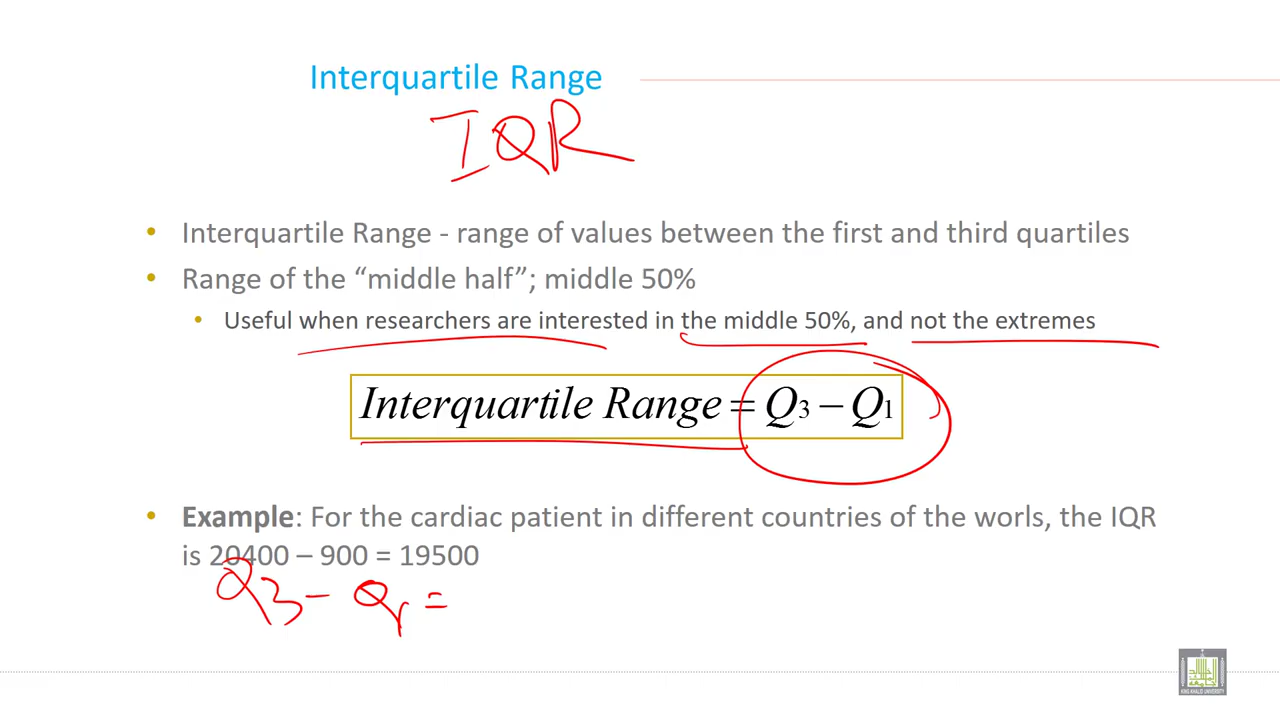 Interquartile Range
IQR
• Interquartile Range - range of values between the first and third quartiles
• Range of the “middle half”; middle 50%
• Useful when researchers are interested in the middle 50%, and not the extremes
Interquartile Range = Q3 – Q1
• Example: For the cardiac patient in different countries of the worls, the IQR
is 20400 – 900 = 19500
Q3 - Q1 =
KING KHALID UNIVERSITY